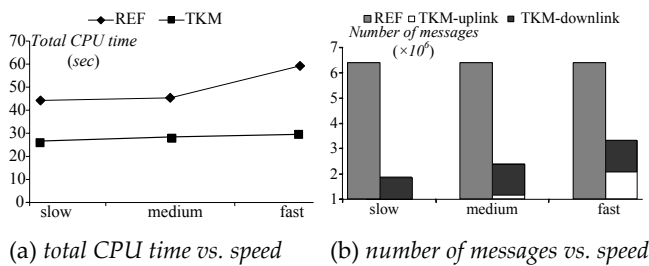 REF TKM
Total CPU time
(sec)
70
60
50
40
30
20
10
0
slow medium fast
(a) total CPU time vs. speed
REF TKM-uplink TKM-downlink
Number of messages
(×10⁶)
7
6
5
4
3
2
1
slow medium fast
(b) number of messages vs. speed